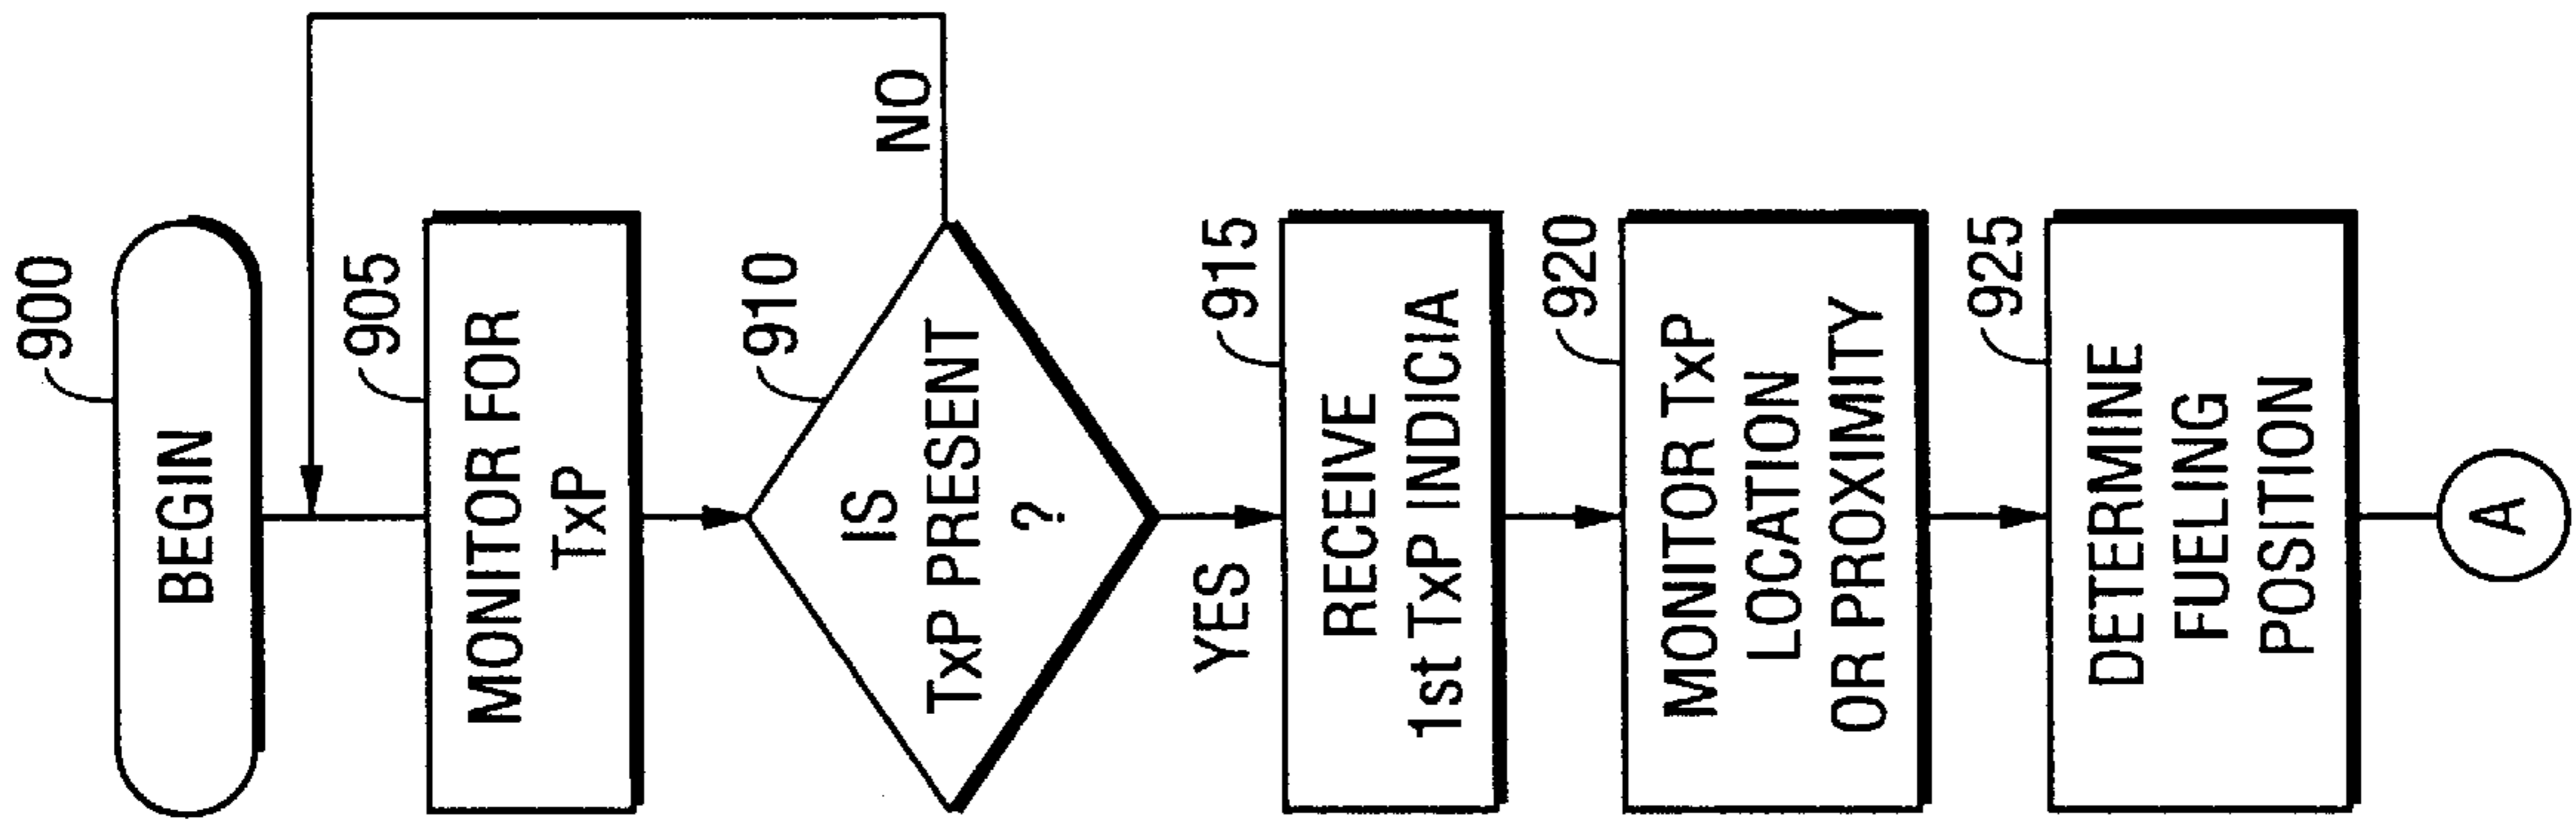 900
BEGIN
905
MONITOR FOR
TxP
910
IS
TxP PRESENT
?
NO
YES
915
RECEIVE
1st TxP INDICIA
920
MONITOR TxP
LOCATION
OR PROXIMITY
925
DETERMINE
FUELING
POSITION
A